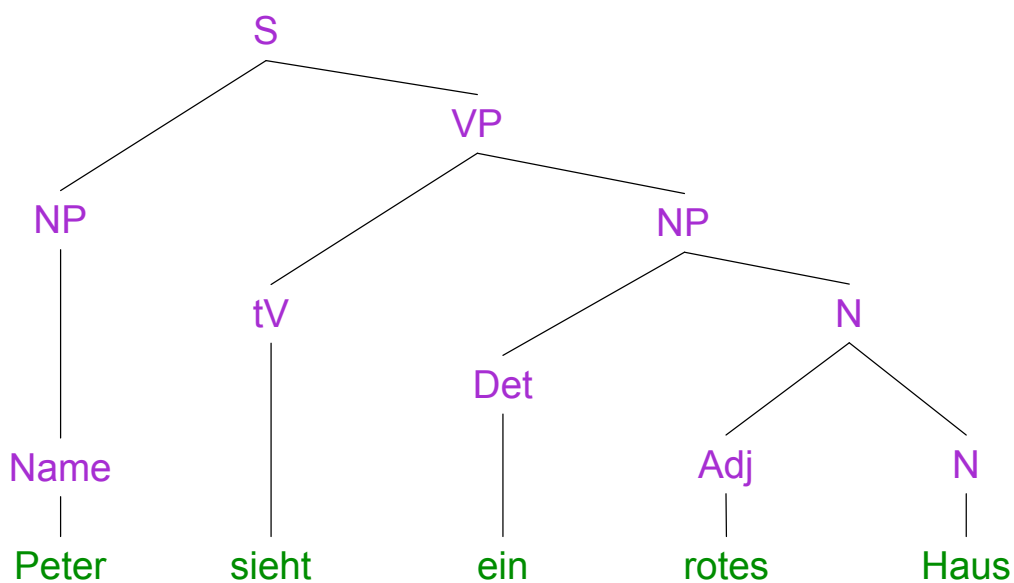 S
VP
NP
NP
tV
N
Det
Name
Adj
N
Peter sieht ein rotes Haus